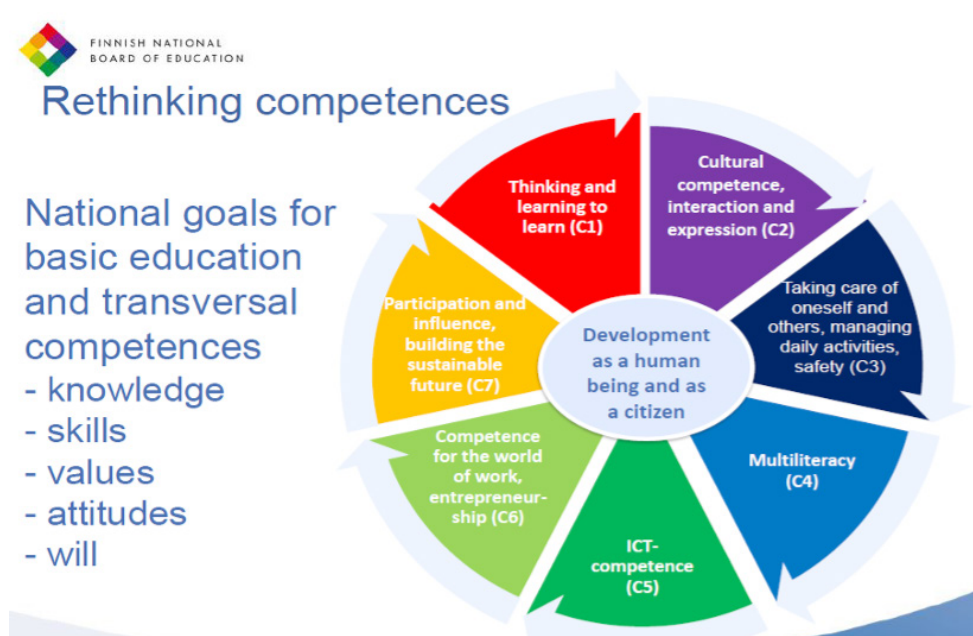 FINNISH NATIONAL
BOARD OF EDUCATION
Rethinking competences
National goals for
basic education
and transversal
competences
- knowledge
- skills
- values
- attitudes
- will
Thinking and
learning to
learn (C1)
Cultural
competence,
interaction and
expression (C2)
Taking care of
oneself and
others, managing
daily activities,
safety (C3)
Multiliteracy
(C4)
ICT-
competence
(C5)
Competence
for the world
of work,
entrepreneur-
ship (C6)
Participation and
influence,
building the
sustainable
future (C7)
Development
as a human
being and as
a citizen